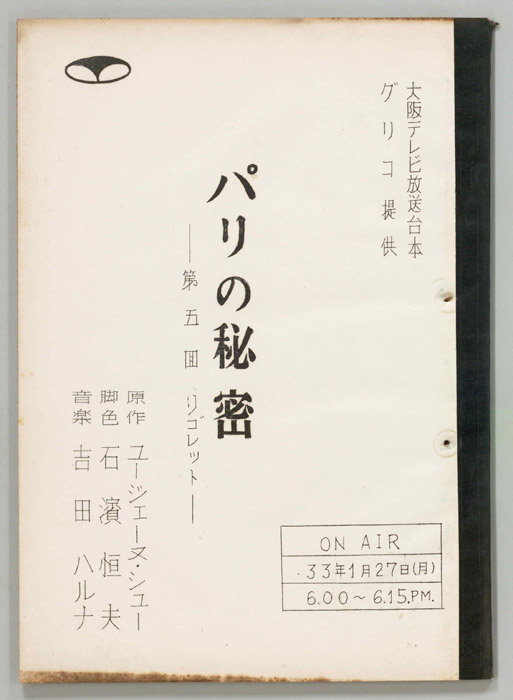 大阪テレビ放送台本
グリコ提供
パリの秘密
――第五回 リゴレット――
原作 ユージェーヌ・シュー
脚色 石濱恒夫
音楽 吉田ハルナ
ON AIR
.33年1月27日(月)
6.00〜6.15.P.M.